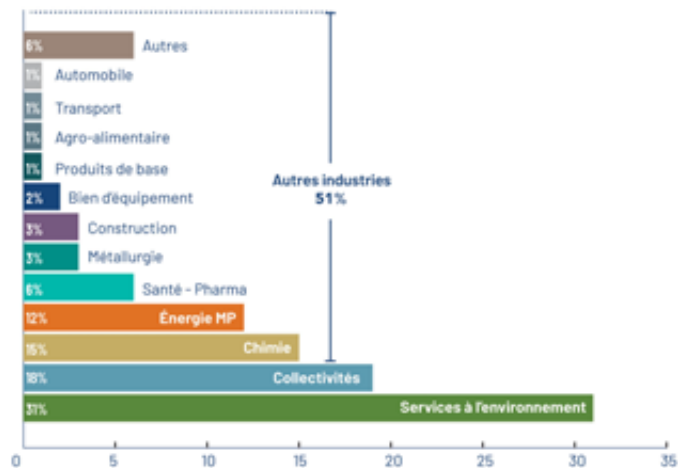 6% Autres
1% Automobile
1% Transport
1% Agro-alimentaire
1% Produits de base
2% Bien d'équipement
3% Construction
3% Métallurgie
6% Santé - Pharma
12% Énergie MP
15% Chimie
18% Collectivités
31% Services à l'environnement
Autres industries
51%
0 5 10 15 20 25 30 35